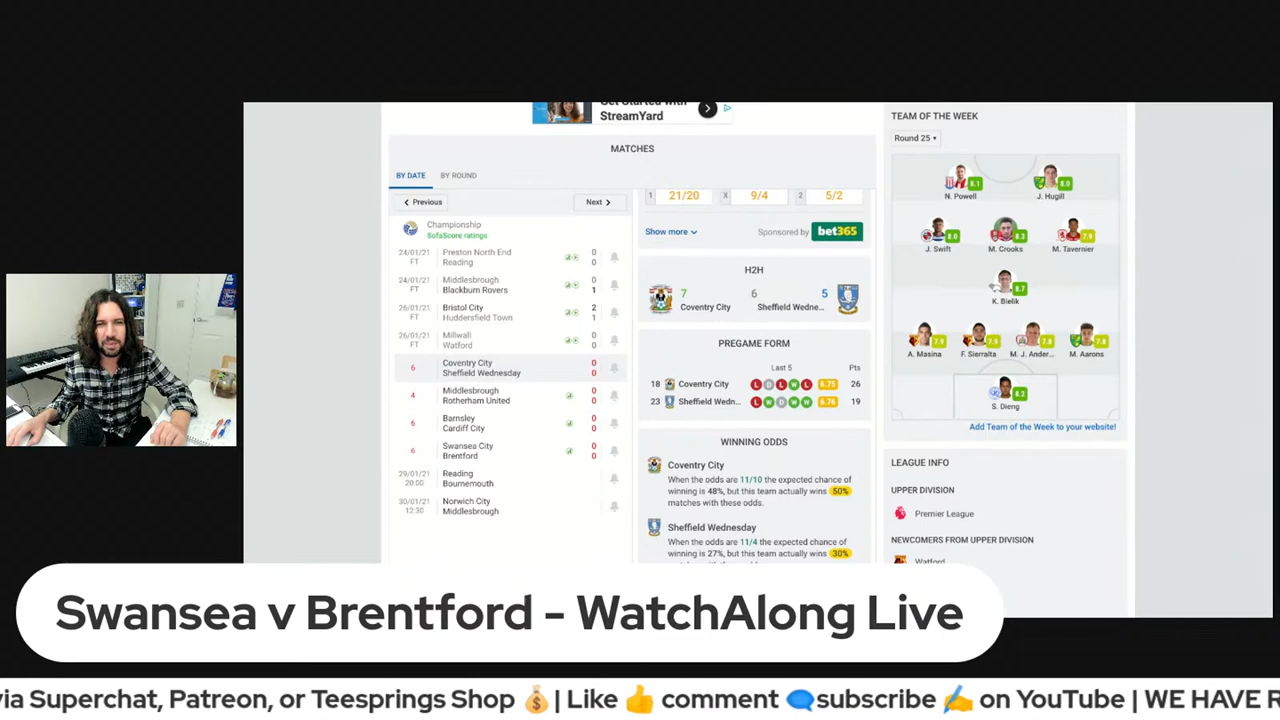 Get Started with
StreamYard
MATCHES
BY DATE BY ROUND
Previous Next
Championship
SofaScore ratings
24/01/21 FT Preston North End 0
Reading 0
24/01/21 FT Middlesbrough 0
Blackburn Rovers 1
26/01/21 FT Bristol City 2
Huddersfield Town 1
26/01/21 FT Millwall 0
Watford 0
6 Coventry City 0
Sheffield Wednesday 0
4 Middlesbrough 0
Rotherham United 0
6 Barnsley 0
Cardiff City 0
6 Swansea City 0
Brentford 0
29/01/21 Reading
20:00 Bournemouth
30/01/21 Norwich City
12:30 Middlesbrough
1 21/20 X 9/4 2 5/2
Show more Sponsored by bet365
H2H
7 6 5
Coventry City Sheffield Wedne...
PREGAME FORM
Last 5 Pts
18 Coventry City L D L W L 6.75 26
23 Sheffield Wedn... L W D W W 6.76 19
WINNING ODDS
Coventry City
When the odds are 11/10 the expected chance of
winning is 48%, but this team actually wins 50%
matches with these odds.
Sheffield Wednesday
When the odds are 11/4 the expected chance of
winning is 27%, but this team actually wins 30%
TEAM OF THE WEEK
Round 25
8.1 8.0
N. Powell J. Hugill
8.0 8.3 7.9
J. Swift M. Crooks M. Tavernier
8.7
K. Bielik
7.9 7.9 7.8 7.8
A. Masina F. Sierralta M. J. Ander... M. Aarons
8.2
S. Dieng
Add Team of the Week to your website!
LEAGUE INFO
UPPER DIVISION
Premier League
NEWCOMERS FROM UPPER DIVISION
Watford
Swansea v Brentford - WatchAlong Live
via Superchat, Patreon, or Teesprings Shop 💰| Like 👍 comment 🗨subscribe ✍ on YouTube | WE HAVE R